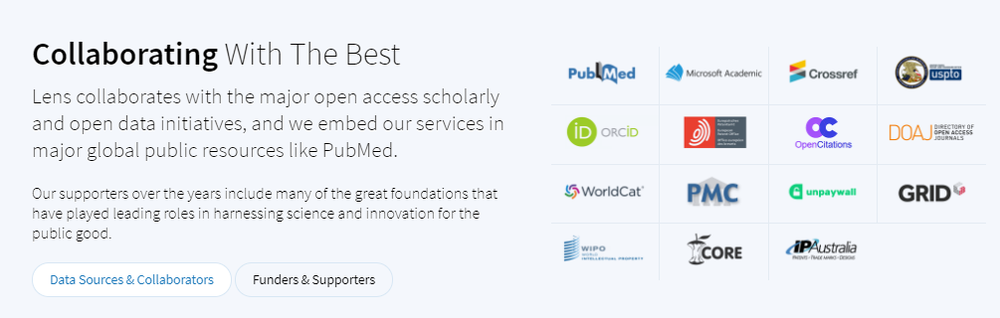 Collaborating With The Best
Lens collaborates with the major open access scholarly
and open data initiatives, and we embed our services in
major global public resources like PubMed.
Our supporters over the years include many of the great foundations that
have played leading roles in harnessing science and innovation for the
public good.
Data Sources & Collaborators
Funders & Supporters
PubMed
Microsoft Academic
Crossref
uspto
iD ORCID
OpenCitations
DOAJ DIRECTORY OF
OPEN ACCESS
JOURNALS
WorldCat
PMC
unpaywall
GRID
WIPO
WORLD
INTELLECTUAL PROPERTY
CORE
IP Australia
PATENTS · TRADE MARKS · DESIGNS